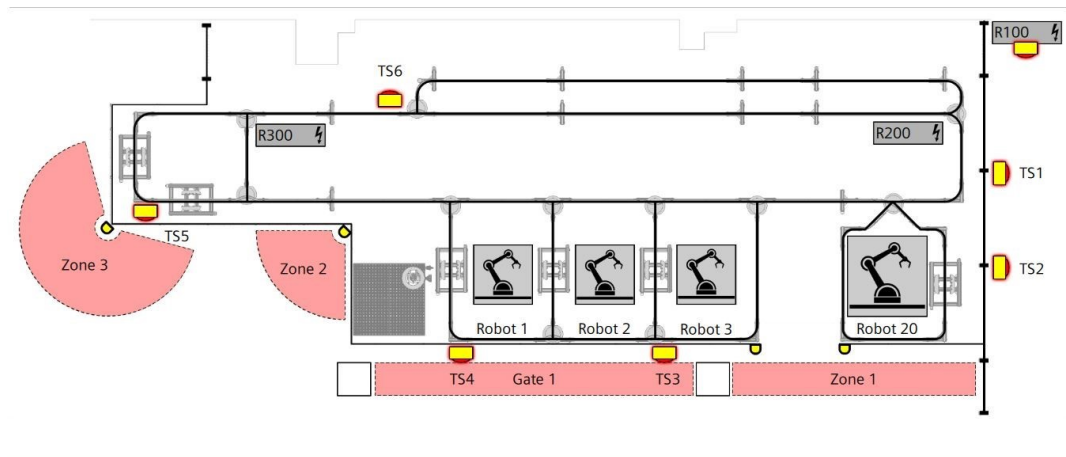 R100
TS6
R300
R200
TS1
TS5
Zone 3
Zone 2
TS2
Robot 1
Robot 2
Robot 3
Robot 20
TS4
Gate 1
TS3
Zone 1